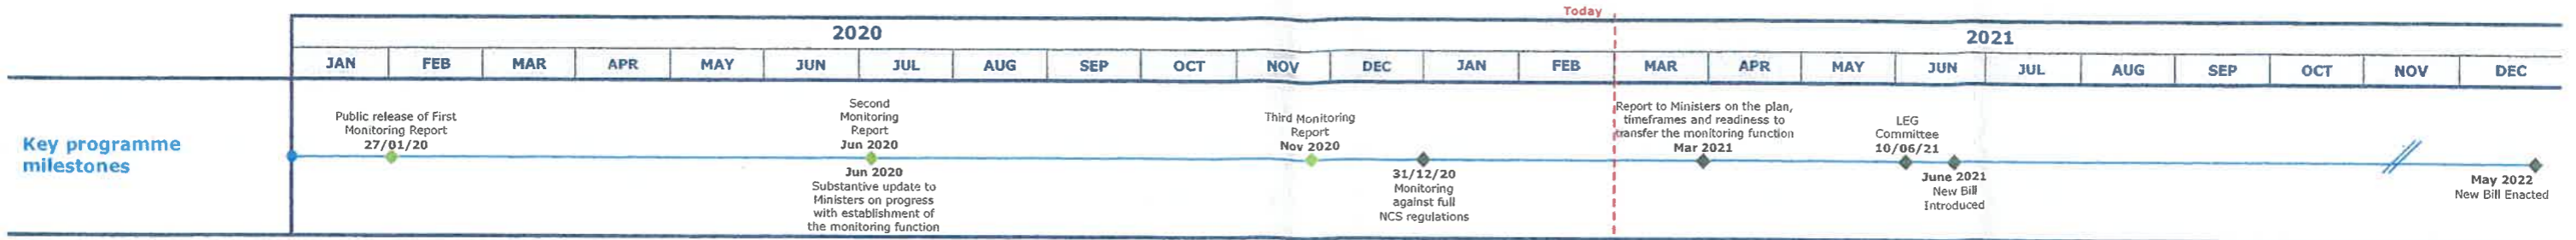 Today
2020
2021
JAN FEB MAR APR MAY JUN JUL AUG SEP OCT NOV DEC JAN FEB MAR APR MAY JUN JUL AUG SEP OCT NOV DEC
Key programme
milestones
Public release of First
Monitoring Report
27/01/20
Second
Monitoring
Report
Jun 2020
Jun 2020
Substantive update to
Ministers on progress
with establishment of
the monitoring function
Third Monitoring
Report
Nov 2020
31/12/20
Monitoring
against full
NCS regulations
Report to Ministers on the plan,
timeframes and readiness to
transfer the monitoring function
Mar 2021
LEG
Committee
10/06/21
June 2021
New Bill
Introduced
May 2022
New Bill Enacted